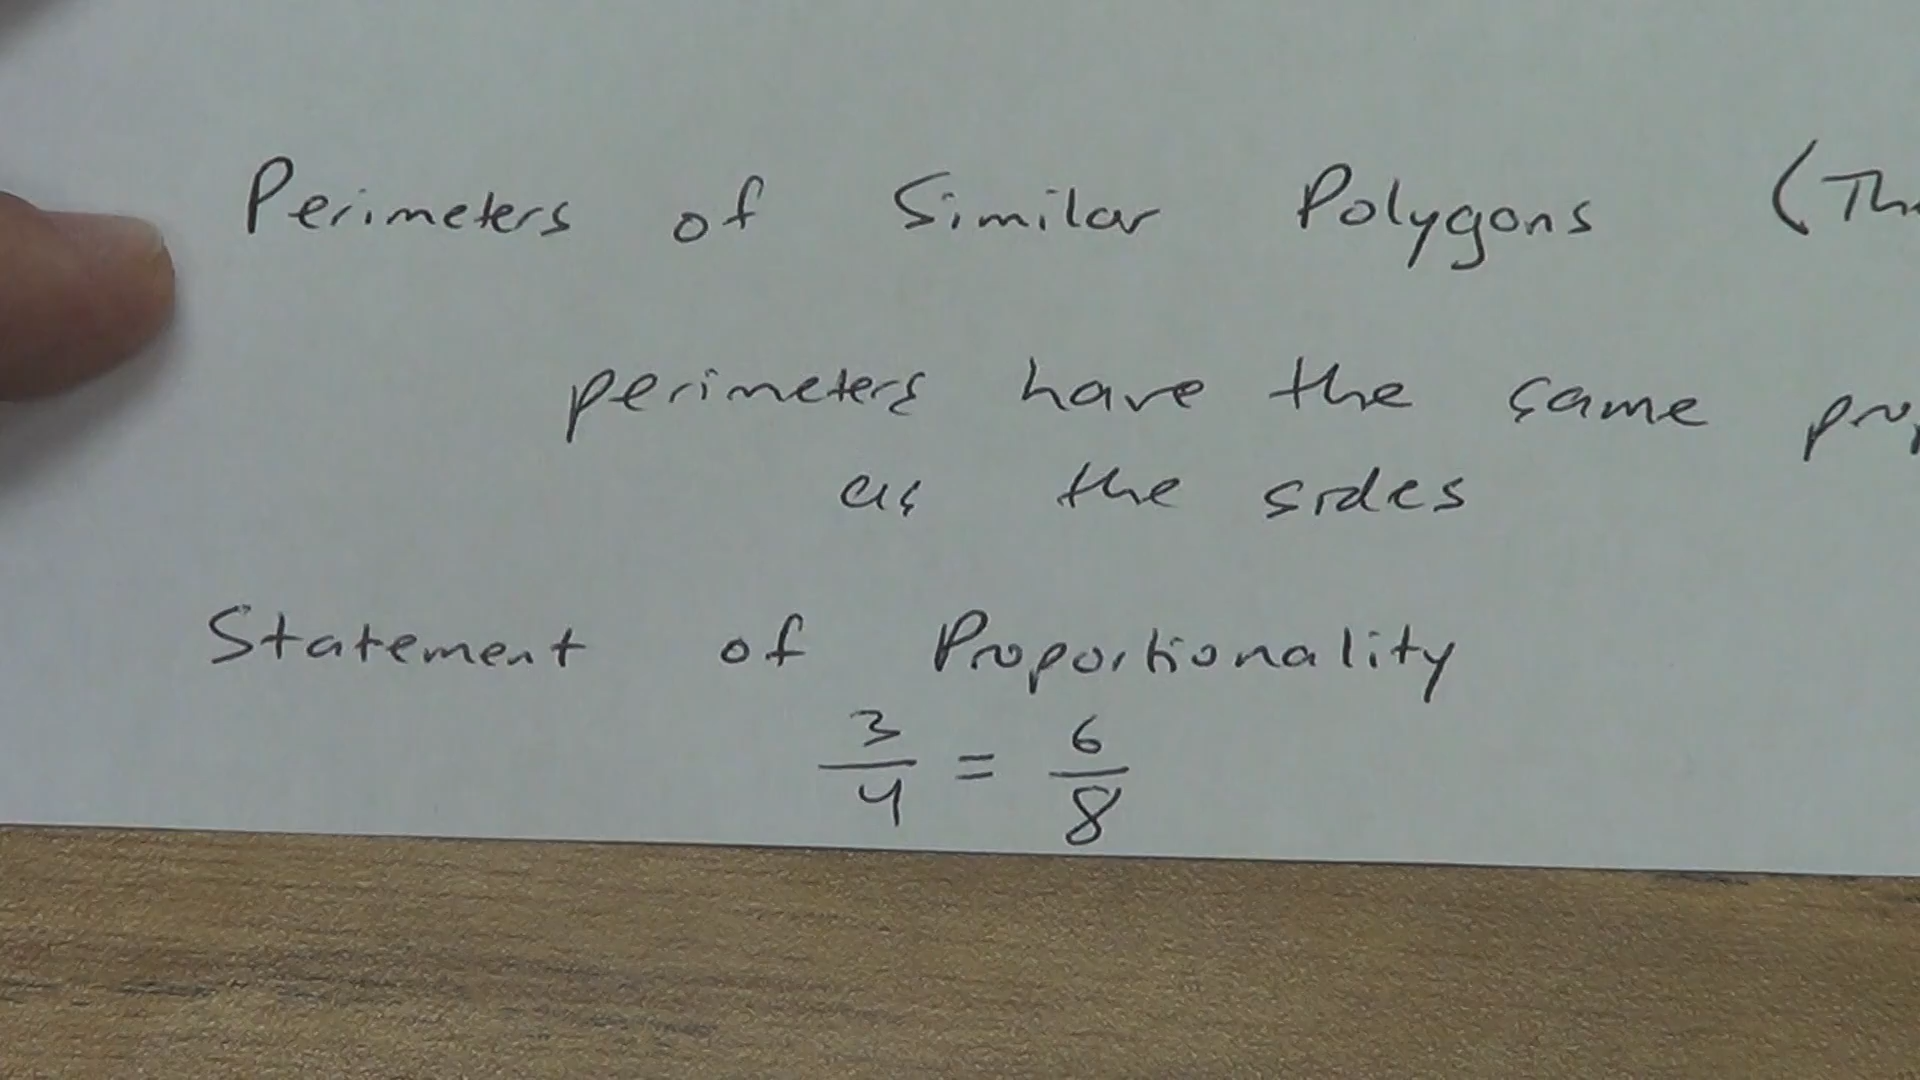 Perimeters of Similar Polygons
perimeters have the same
as the sides
Statement of Proportionality
3/4 = 6/8